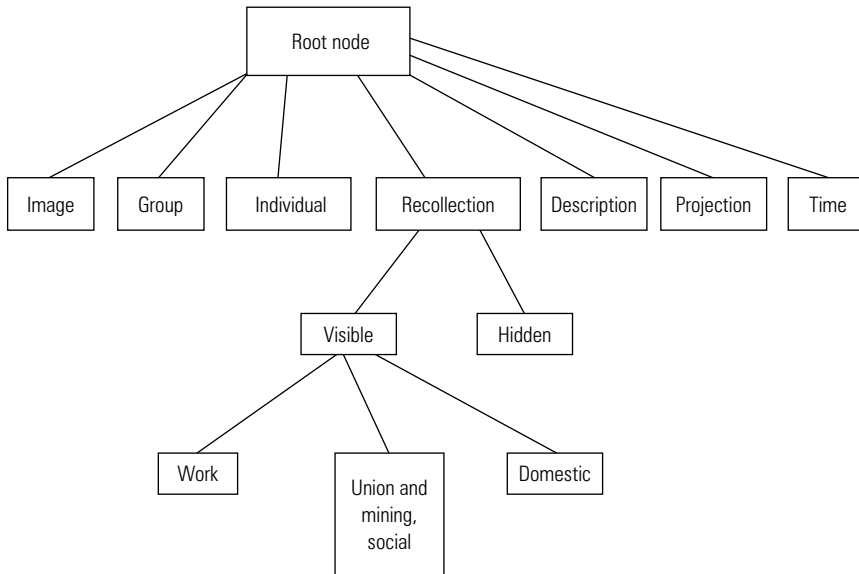 Root node
Image
Group
Individual
Recollection
Description
Projection
Time
Visible
Hidden
Work
Union and
mining,
social
Domestic